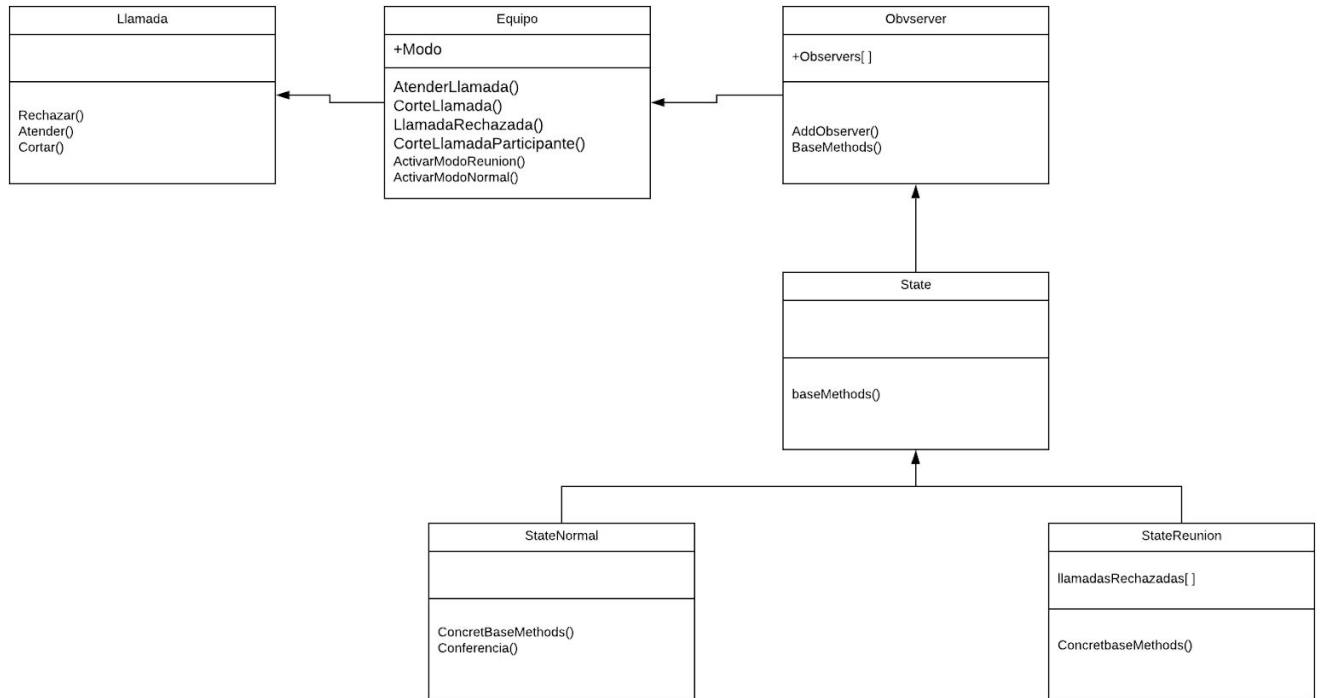 Llamada
Rechazar()
Atender()
Cortar()
Equipo
+Modo
AtenderLlamada()
CorteLlamada()
LlamadaRechazada()
CorteLlamadaParticipante()
ActivarModoReunion()
ActivarModoNormal()
Obvserver
+Observers[ ]
AddObserver()
BaseMethods()
State
baseMethods()
StateNormal
ConcretBaseMethods()
Conferencia()
StateReunion
llamadasRechazadas[ ]
ConcretbaseMethods()